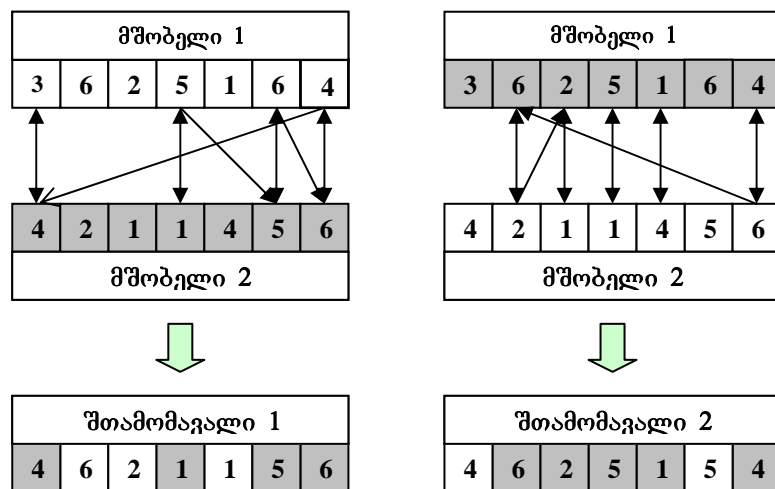 მშობელი 1
3 6 2 5 1 6 4
4 2 1 1 4 5 6
მშობელი 2
შთამომავალი 1
4 6 2 1 1 5 6
მშობელი 1
3 6 2 5 1 6 4
4 2 1 1 4 5 6
მშობელი 2
შთამომავალი 2
4 6 2 5 1 5 4